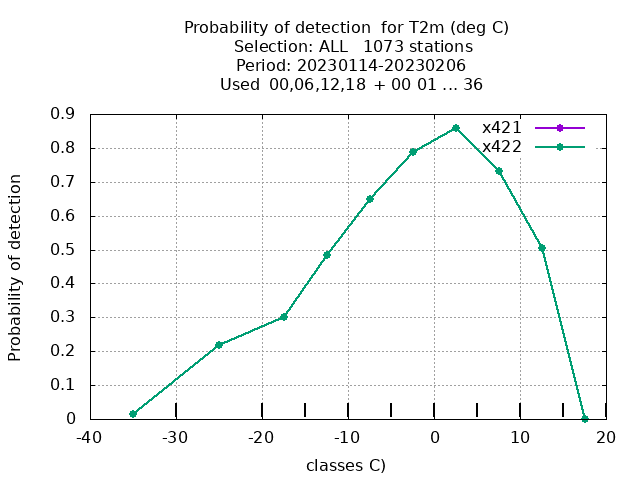 Probability of detection  for T2m (deg C)
Selection: ALL   1073 stations
Period: 20230114-20230206
Used  00,06,12,18  + 00 01 ... 36
x421
x422
Probability of detection
0.9
0.8
0.7
0.6
0.5
0.4
0.3
0.2
0.1
0
-40 -30 -20 -10 0 10 20
classes C)